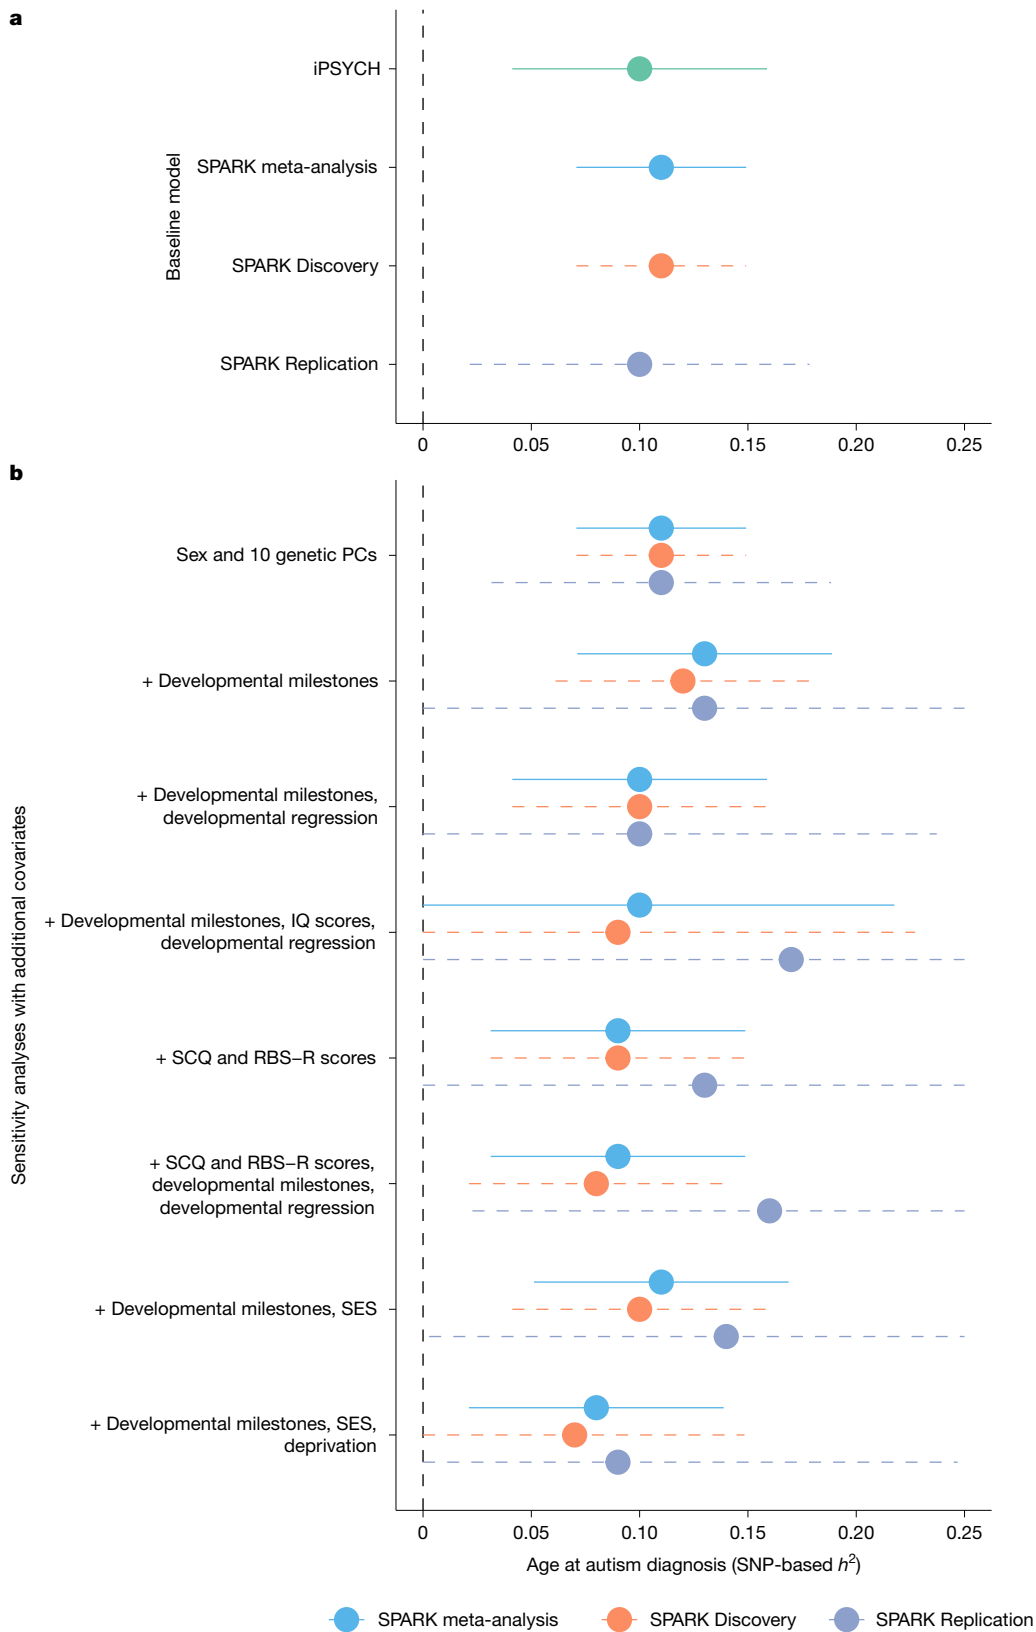 a
Baseline model
iPSYCH
SPARK meta-analysis
SPARK Discovery
SPARK Replication
0 0.05 0.10 0.15 0.20 0.25
b
Sensitivity analyses with additional covariates
Sex and 10 genetic PCs
+ Developmental milestones
+ Developmental milestones,
developmental regression
+ Developmental milestones, IQ scores,
developmental regression
+ SCQ and RBS–R scores
+ SCQ and RBS–R scores,
developmental milestones,
developmental regression
+ Developmental milestones, SES
+ Developmental milestones, SES,
deprivation
0 0.05 0.10 0.15 0.20 0.25
Age at autism diagnosis (SNP-based h²)
SPARK meta-analysis SPARK Discovery SPARK Replication